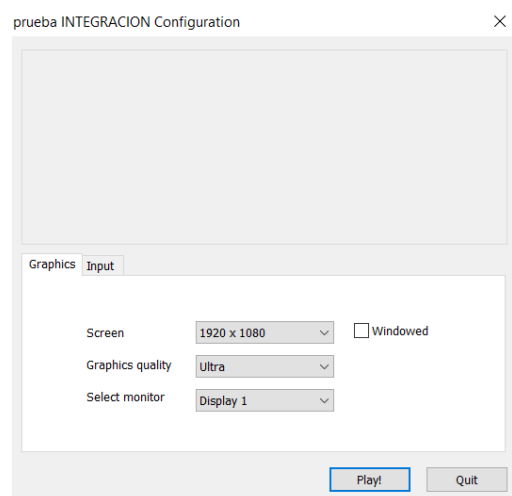 prueba INTEGRACION Configuration
Graphics Input
Screen 1920 x 1080 Windowed
Graphics quality Ultra
Select monitor Display 1
Play! Quit